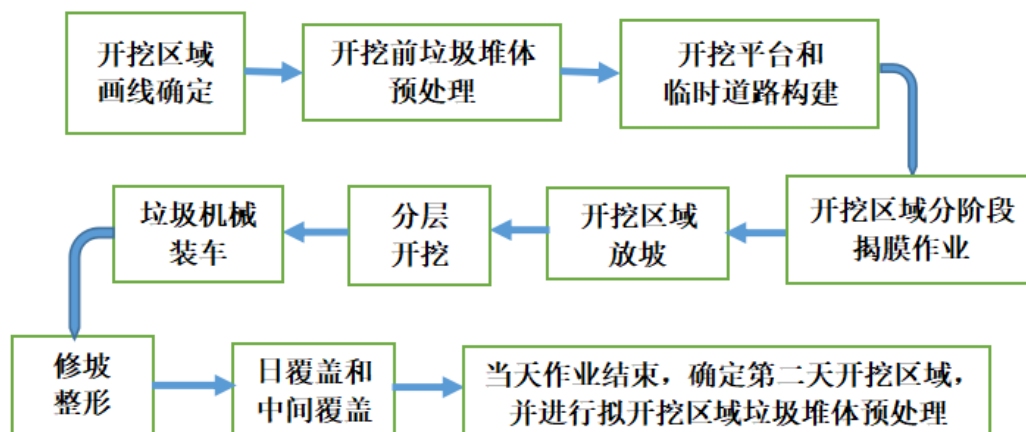 开挖区域
画线确定
开挖前垃圾堆体
预处理
开挖平台和
临时道路构建
开挖区域分阶段
揭膜作业
开挖区域
放坡
分层
开挖
垃圾机械
装车
修坡
整形
日覆盖和
中间覆盖
当天作业结束，确定第二天开挖区域，
并进行拟开挖区域垃圾堆体预处理